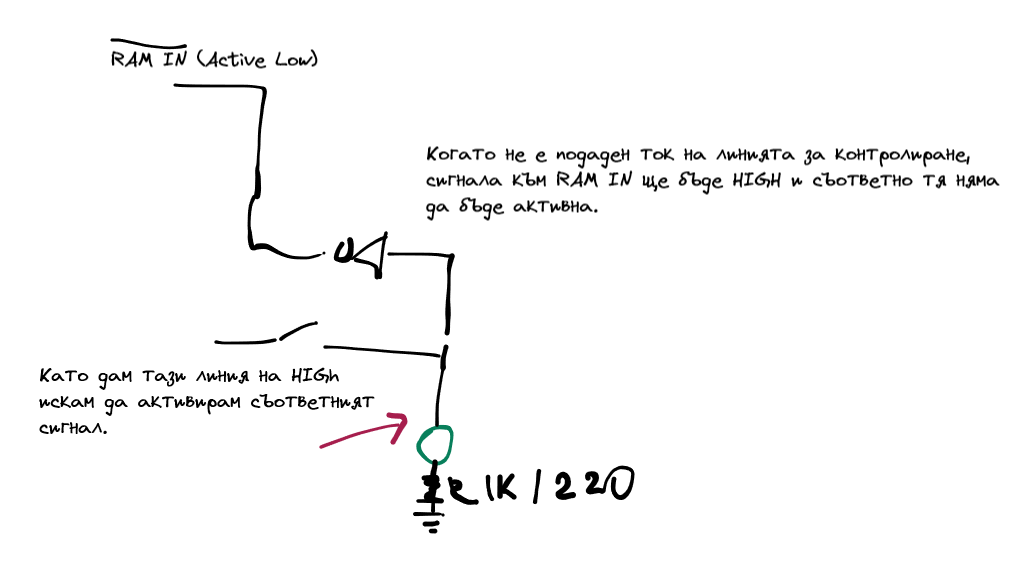 RAM IN (Active Low)
Когато не е подаден ток на линията за контролиране,
сигнала към RAM IN ще бъде HIGH и съответно тя няма
да бъде активна.
Като дам тази линия на HIGh
искам да активирам съответният
сигнал.
R 1K / 220